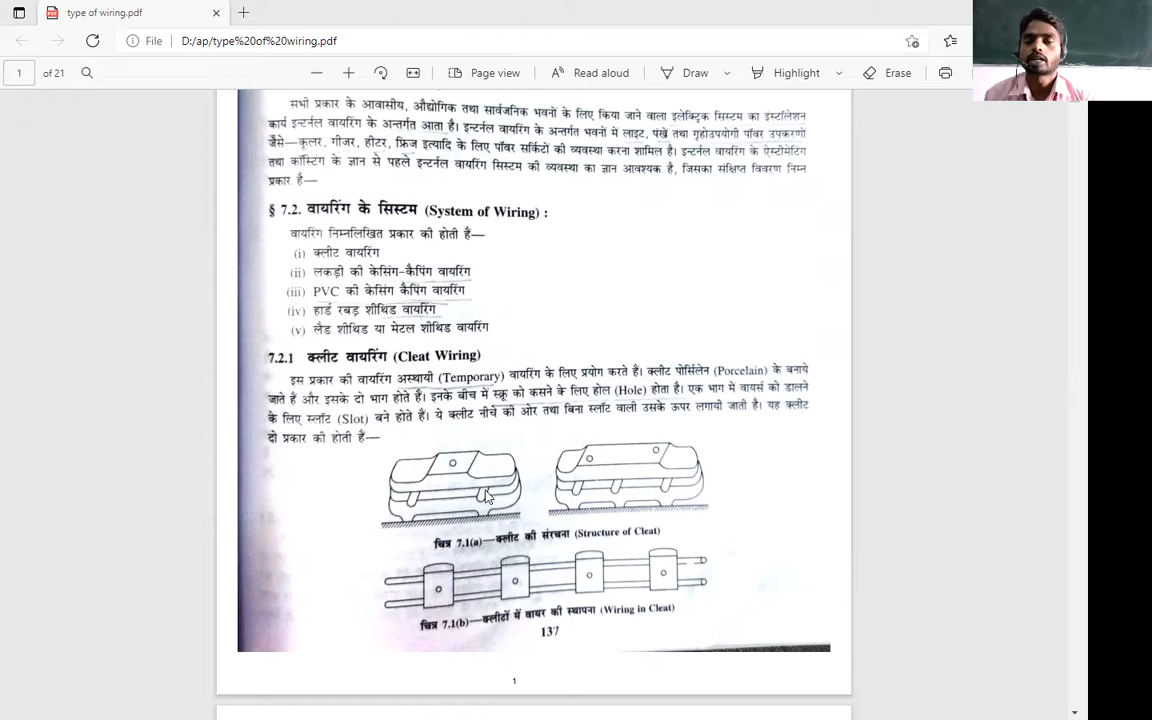 type of wiring.pdf
File D:/ap/type%20of%20wiring.pdf
1 of 21 Page view Read aloud Draw Highlight Erase
सभी प्रकार के आवासीय, औद्योगिक तथा सार्वजनिक भवनों के लिए किया जाने वाला इलेक्ट्रिक सिस्टम का इंस्टॉलेशन
कार्य इन्टर्नल वायरिंग के अन्तर्गत आता है। इन्टर्नल वायरिंग के अन्तर्गत भवनों में लाइट, पंखे तथा गृहोउपयोगी पॉवर उपकरणों
जैसे—कूलर, गीजर, हीटर, फ्रिज इत्यादि के लिए पॉवर सर्किटों की व्यवस्था करना शामिल है। इन्टर्नल वायरिंग के ऐस्टीमेटिंग
तथा कॉस्टिंग के ज्ञान से पहले इन्टर्नल वायरिंग सिस्टम की व्यवस्था का ज्ञान आवश्यक है, जिसका संक्षिप्त विवरण निम्न
प्रकार है—
§ 7.2. वायरिंग के सिस्टम (System of Wiring) :
वायरिंग निम्नलिखित प्रकार की होती हैं—
(i) क्लीट वायरिंग
(ii) लकड़ी की केसिंग-कैपिंग वायरिंग
(iii) PVC की केसिंग कैपिंग वायरिंग
(iv) हार्ड रबड़ शीथिड वायरिंग
(v) लैड शीथिड या मेटल शीथिड वायरिंग
7.2.1 क्लीट वायरिंग (Cleat Wiring)
इस प्रकार की वायरिंग अस्थायी (Temporary) वायरिंग के लिए प्रयोग करते हैं। क्लीट पोर्सिलेन (Porcelain) के बनाये
जाते हैं और इसके दो भाग होते हैं। इनके बीच में स्क्रू को कसने के लिए होल (Hole) होता है। एक भाग में वायर्स को डालने
के लिए स्लॉट (Slot) बने होते हैं। ये क्लीट नीचे की ओर तथा बिना स्लॉट वाली उसके ऊपर लगायी जाती है। यह क्लीट
दो प्रकार की होती हैं—
चित्र 7.1(a)—क्लीट की संरचना (Structure of Cleat)
चित्र 7.1(b)—क्लीटों में वायर की स्थापना (Wiring in Cleat)
137
1